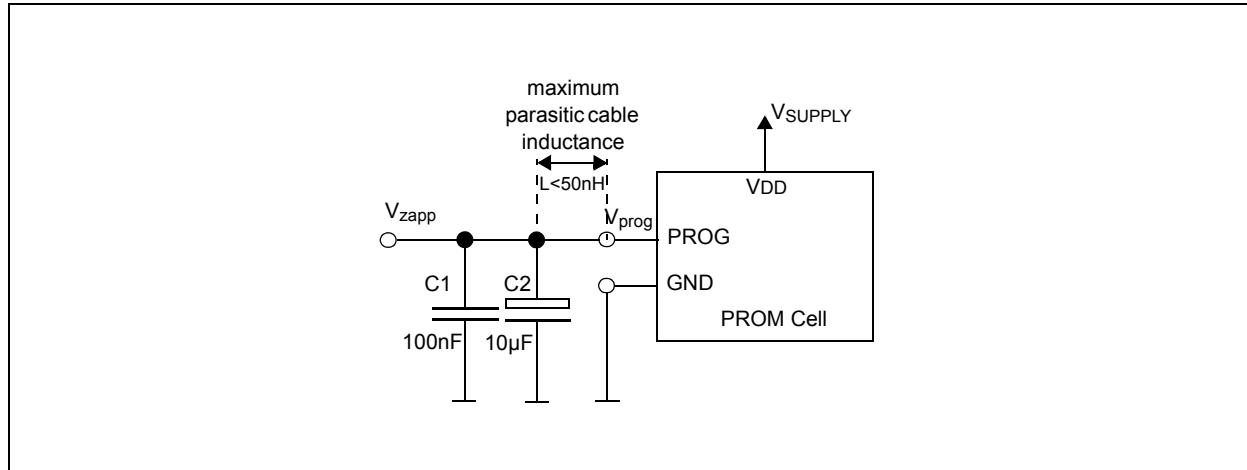 maximum
parasitic cable
inductance
L<50nH
VSUPPLY
VDD
Vzapp
Vprog
PROG
GND
PROM Cell
C1
100nF
C2
10µF